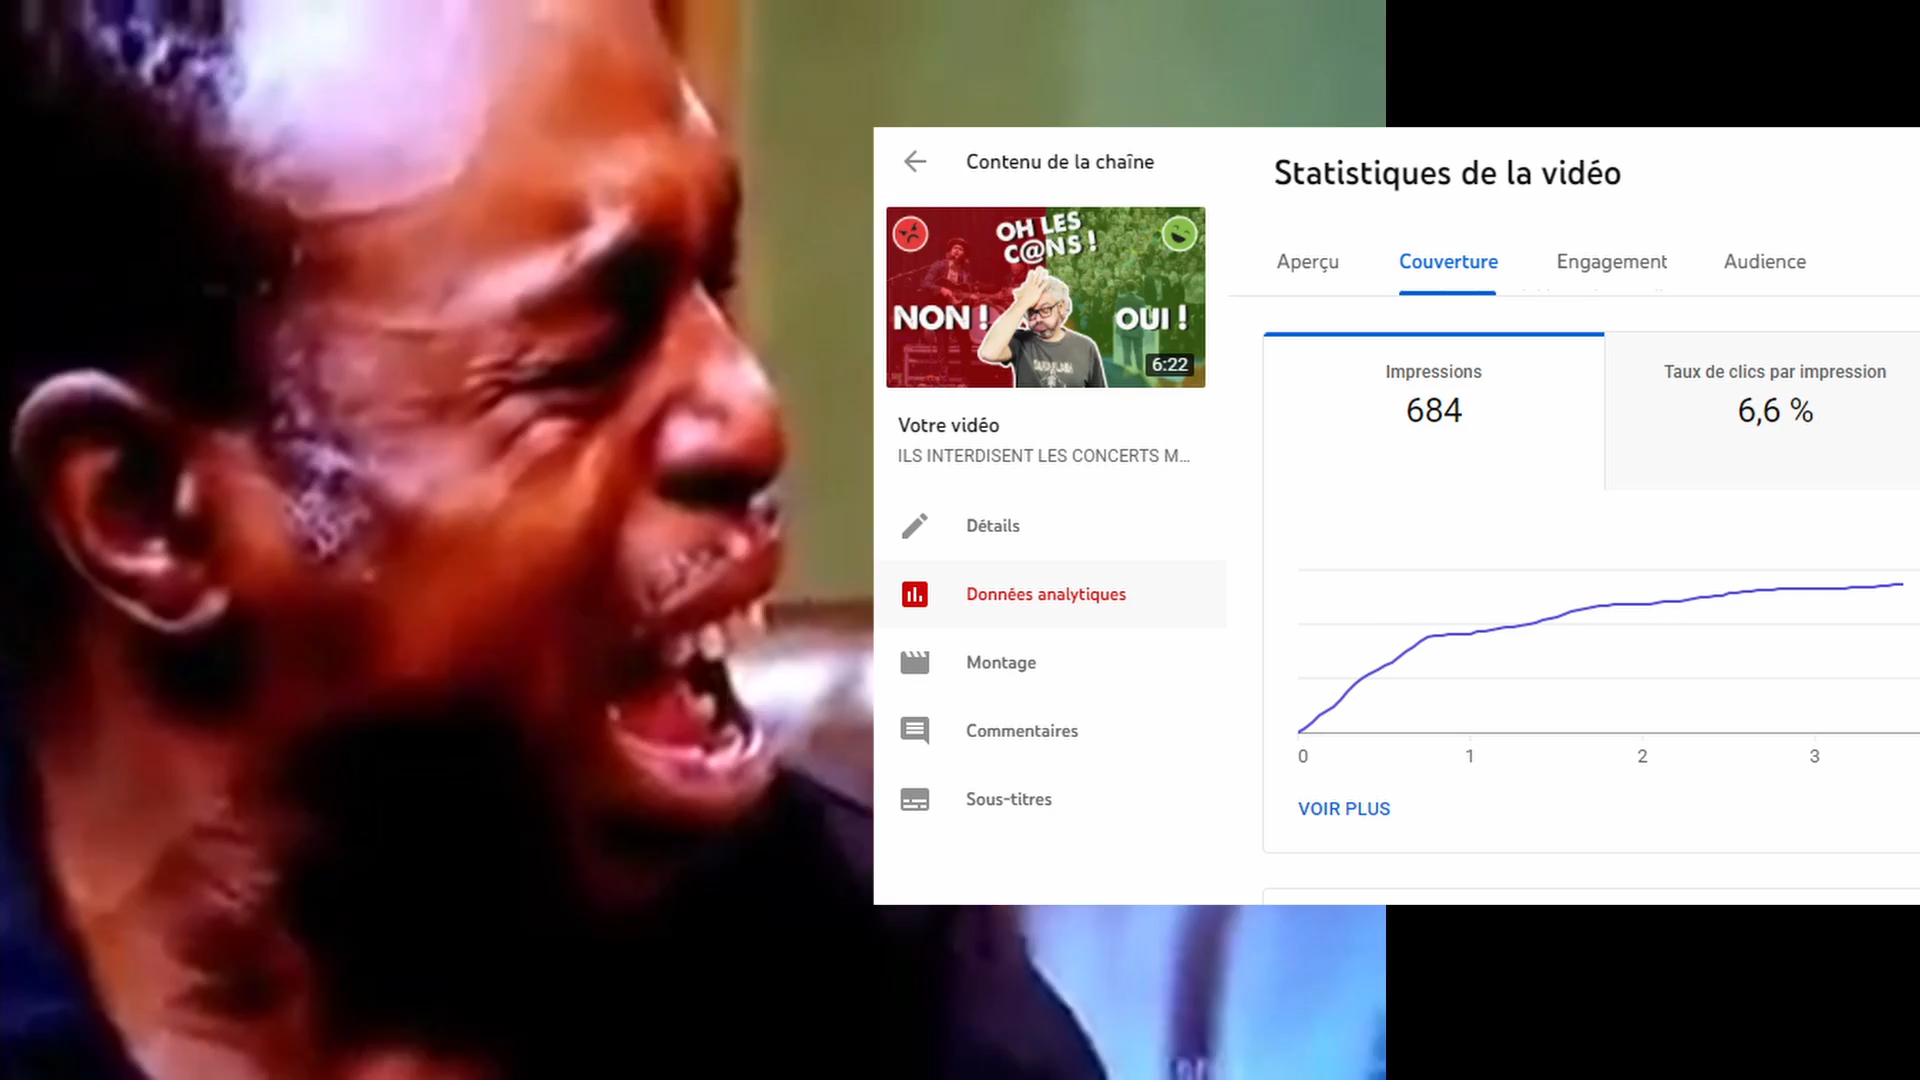 Contenu de la chaîne
OH LES
C@NS !
NON !
OUI !
6:22
Votre vidéo
ILS INTERDISENT LES CONCERTS M...
Détails
Données analytiques
Montage
Commentaires
Sous-titres
Statistiques de la vidéo
Aperçu Couverture Engagement Audience
Impressions
684
Taux de clics par impression
6,6 %
0 1 2 3
VOIR PLUS